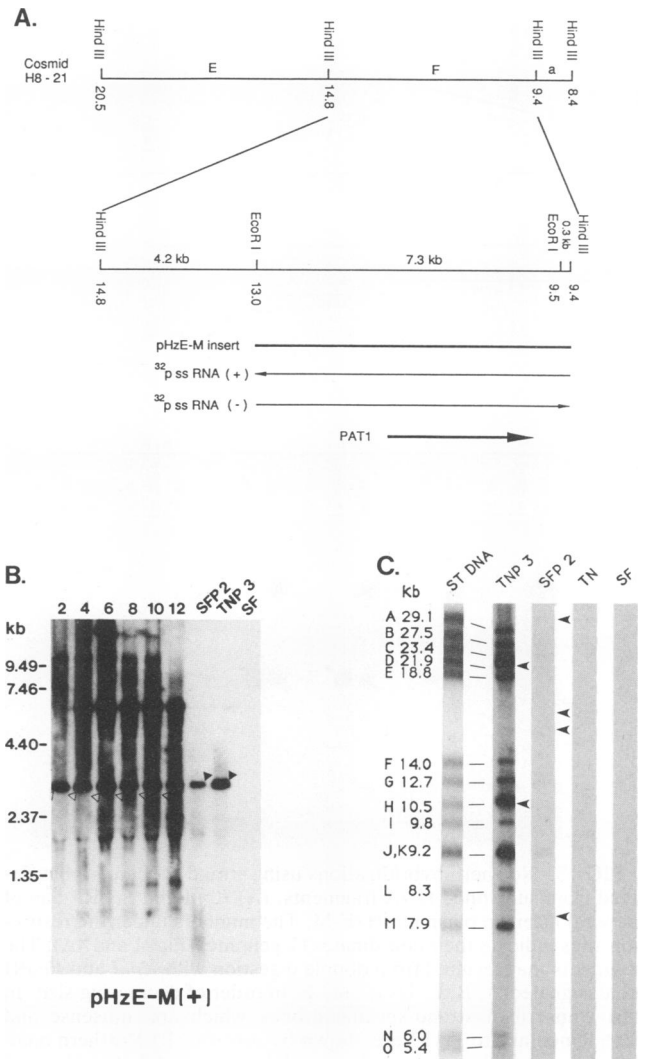 A.
Hind III
Hind III
Hind III
Hind III
Cosmid
H8 - 21
E
F
a
20.5
14.8
9.4
8.4
Hind III
EcoR I
EcoR I
0.3 kb
Hind III
4.2 kb
7.3 kb
14.8
13.0
9.5
9.4
pHzE-M insert
32p ss RNA (+)
32p ss RNA (-)
PAT1
B.
2 4 6 8 10 12 SFP2 TNP3 SF
kb
9.49-
7.46-
4.40-
2.37-
1.35-
pHzE-M(+)
C.
kb
ST DNA
TNP 3
SFP 2
TN
SF
A 29.1
B 27.5
C 23.4
D 21.9
E 18.8
F 14.0
G 12.7
H 10.5
I 9.8
J,K9.2
L 8.3
M 7.9
N 6.0
O 5.4